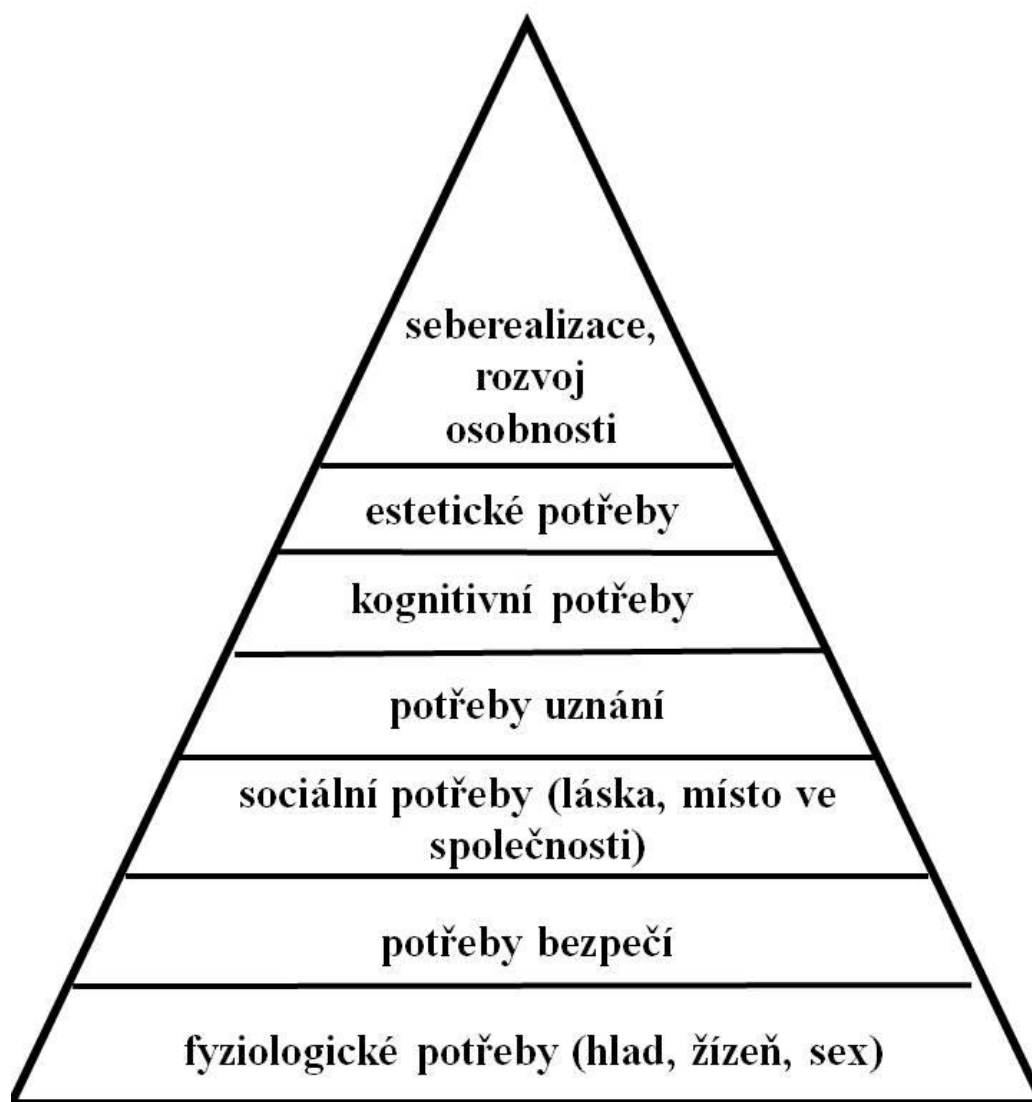 seberealizace,
rozvoj
osobnosti
estetické potřeby
kognitivní potřeby
potřeby uznání
sociální potřeby (láska, místo ve
společnosti)
potřeby bezpečí
fyziologické potřeby (hlad, žízeň, sex)